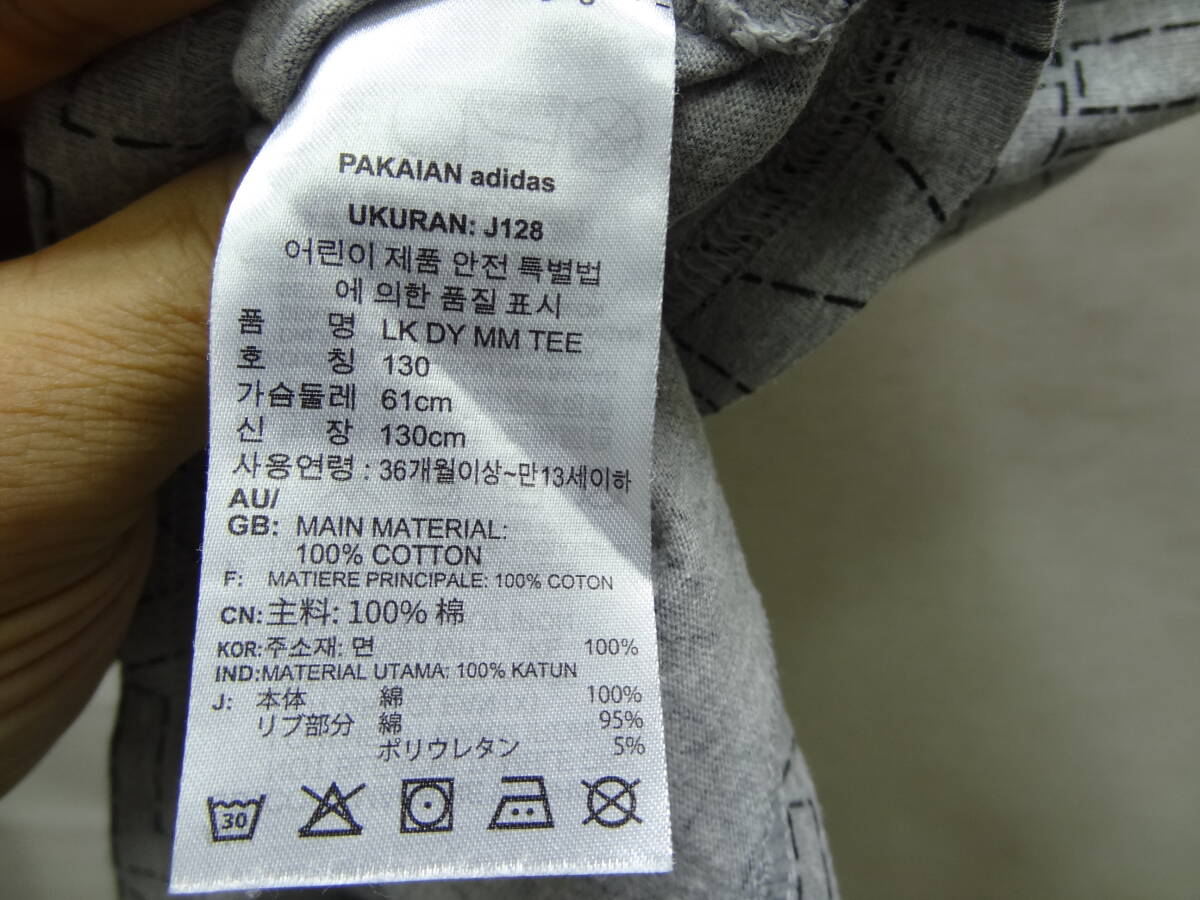 PAKAIAN adidas
UKURAN: J128
어린이 제품 안전 특별법
에 의한 품질 표시
품 명 LK DY MM TEE
호 칭 130
가슴둘레 61cm
신 장 130cm
사용연령 : 36개월이상~만13세이하
AU/
GB: MAIN MATERIAL:
100% COTTON
F: MATIERE PRINCIPALE: 100% COTON
CN: 主料: 100% 棉
KOR: 주소재: 면 100%
IND: MATERIAL UTAMA: 100% KATUN
J: 本体 綿 100%
リブ部分 綿 95%
ポリウレタン 5%
30